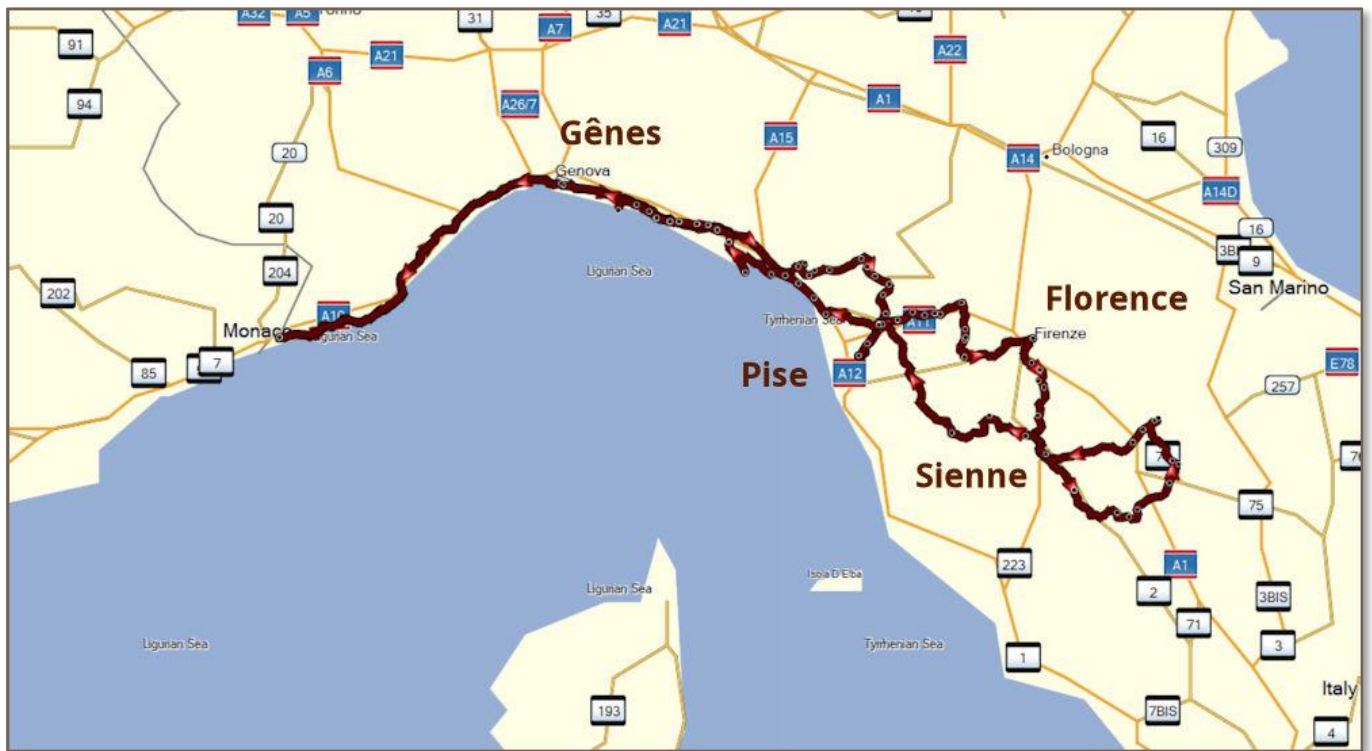 A32
A5
31
A7
35
A21
91
A21
A22
A6
94
A26/7
A1
Gênes
A15
16
20
309
A14
Bologna
Genova
A14D
20
16
9
204
Ligurian Sea
San Marino
202
Florence
A10
Tyrrhenian Sea
A11
Monaco
Ligurian Sea
Firenze
7
Pise
A12
E78
85
257
Sienne
75
223
A1
Isola D'Elba
Ligurian Sea
2
3BIS
71
Ligurian Sea
Tyrrhenian Sea
3
1
Italy
193
7BIS
4